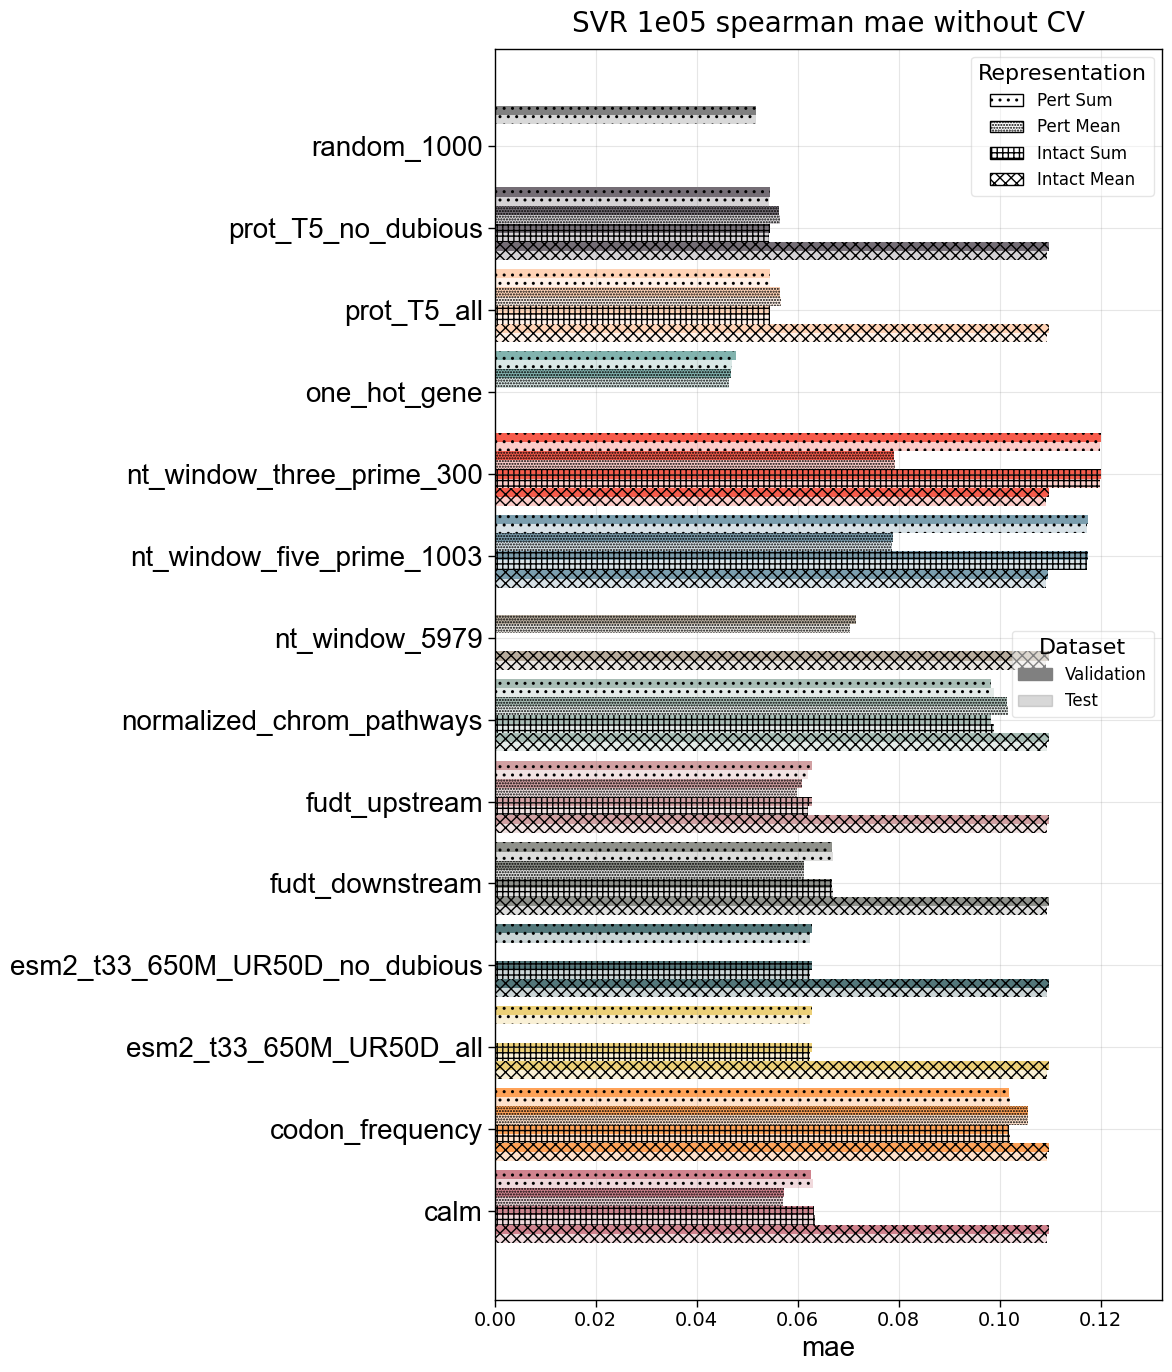 SVR 1e05 spearman mae without CV
Representation
Pert Sum
Pert Mean
Intact Sum
Intact Mean
random_1000
prot_T5_no_dubious
prot_T5_all
one_hot_gene
nt_window_three_prime_300
nt_window_five_prime_1003
nt_window_5979
Dataset
Validation
Test
normalized_chrom_pathways
fudt_upstream
fudt_downstream
esm2_t33_650M_UR50D_no_dubious
esm2_t33_650M_UR50D_all
codon_frequency
calm
0.00 0.02 0.04 0.06 0.08 0.10 0.12
mae